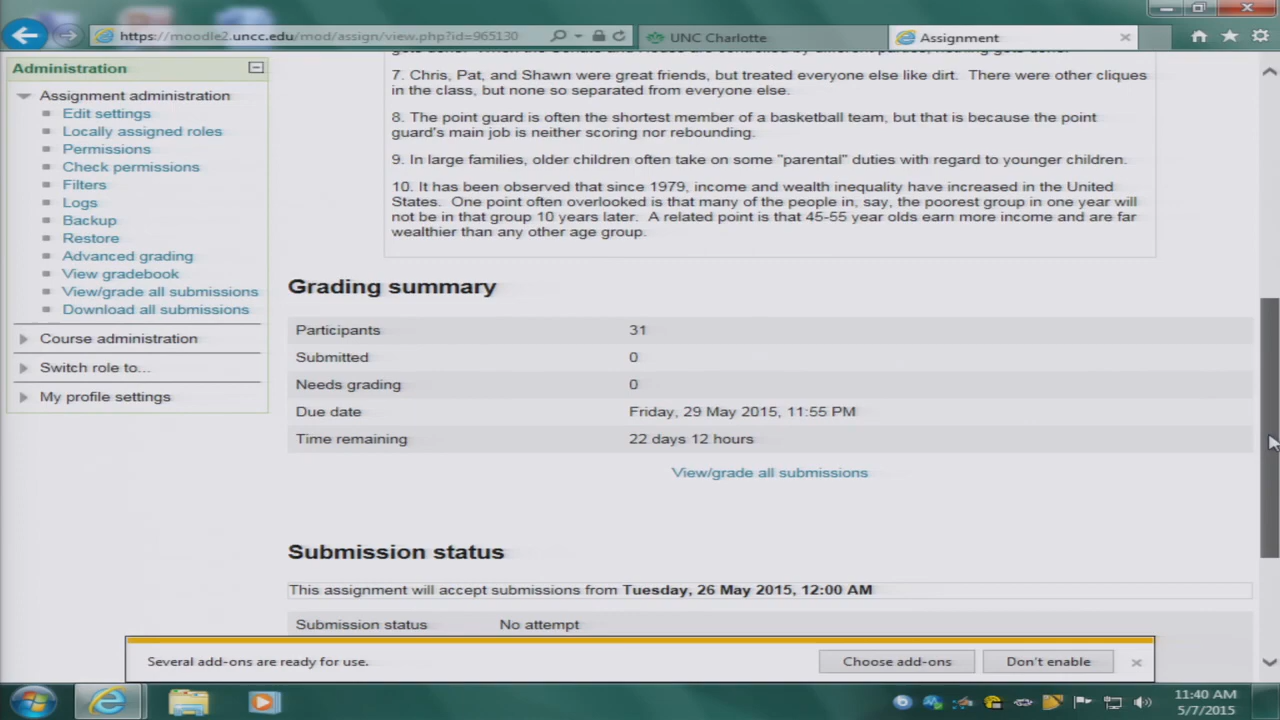 https://moodle2.uncc.edu/mod/assign/view.php?id=965130
UNC Charlotte
Assignment
Administration
Assignment administration
Edit settings
Locally assigned roles
Permissions
Check permissions
Filters
Logs
Backup
Restore
Advanced grading
View gradebook
View/grade all submissions
Download all submissions
Course administration
Switch role to...
My profile settings
7. Chris, Pat, and Shawn were great friends, but treated everyone else like dirt. There were other cliques
in the class, but none so separated from everyone else.
8. The point guard is often the shortest member of a basketball team, but that is because the point
guard's main job is neither scoring nor rebounding.
9. In large families, older children often take on some "parental" duties with regard to younger children.
10. It has been observed that since 1979, income and wealth inequality have increased in the United
States. One point often overlooked is that many of the people in, say, the poorest group in one year will
not be in that group 10 years later. A related point is that 45-55 year olds earn more income and are far
wealthier than any other age group.
Grading summary
Participants 31
Submitted 0
Needs grading 0
Due date Friday, 29 May 2015, 11:55 PM
Time remaining 22 days 12 hours
View/grade all submissions
Submission status
This assignment will accept submissions from Tuesday, 26 May 2015, 12:00 AM
Submission status No attempt
Several add-ons are ready for use.
Choose add-ons
Don't enable
11:40 AM
5/7/2015